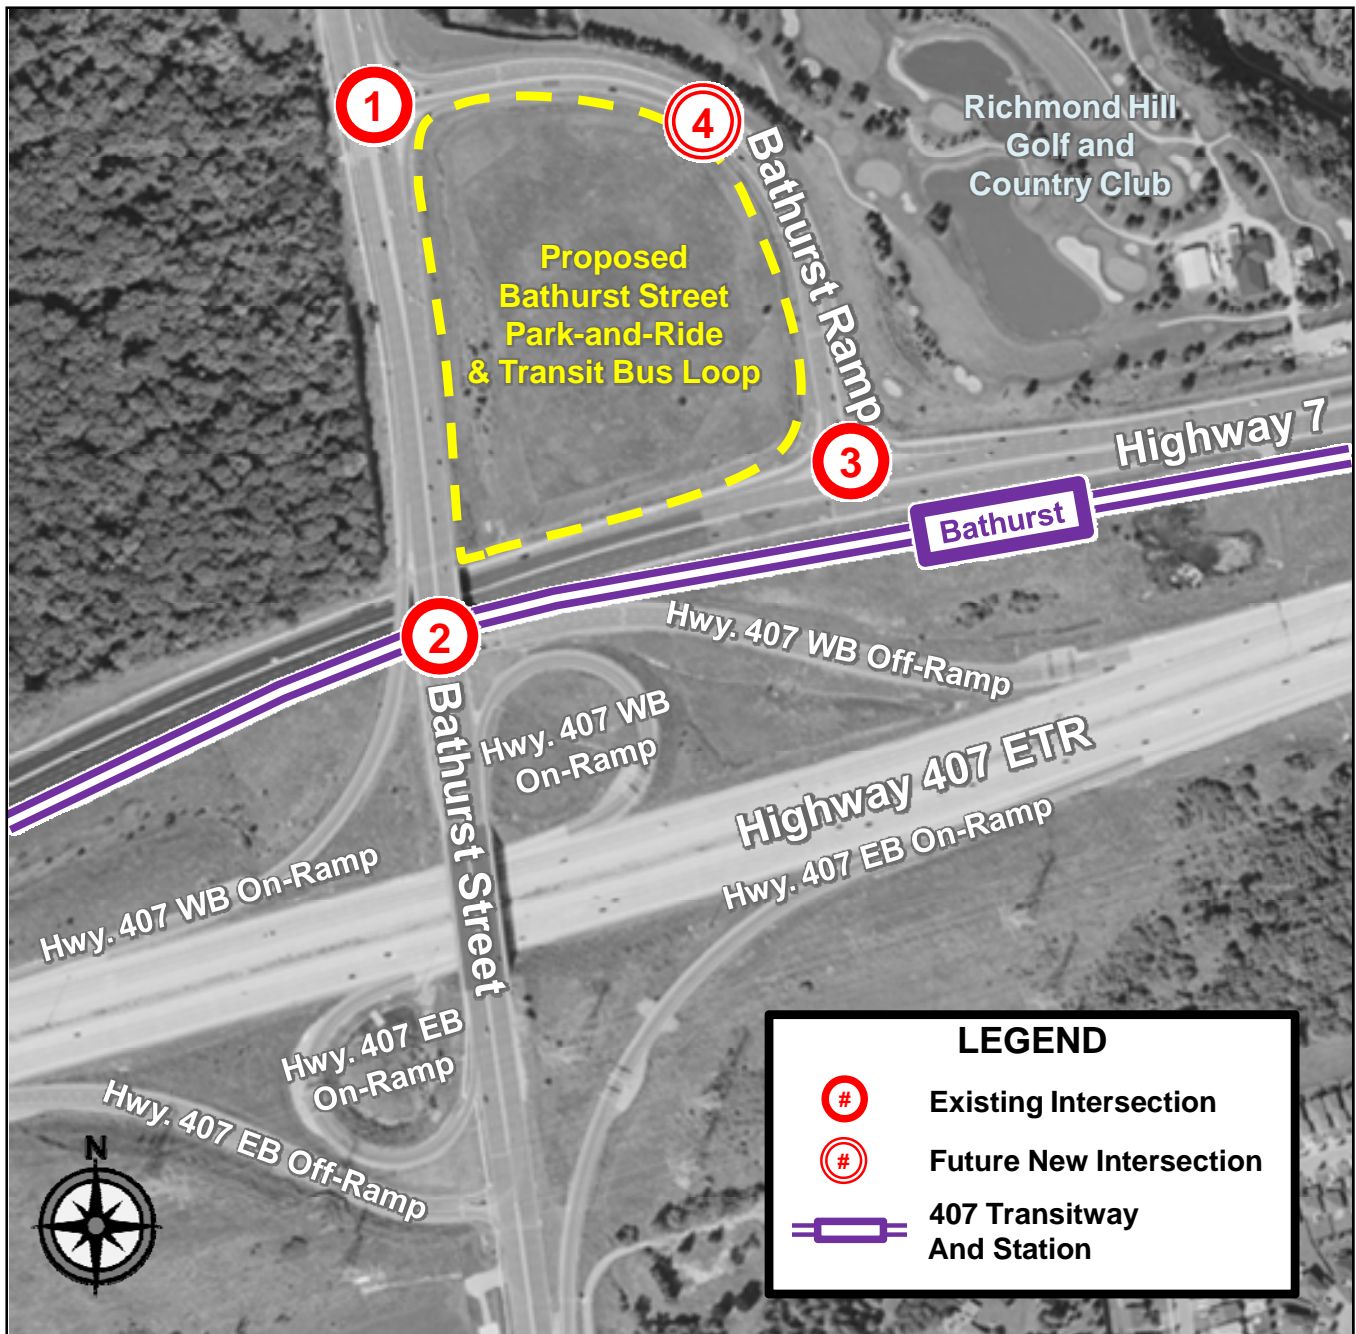 1
4
Bathurst Ramp
Richmond Hill
Golf and
Country Club
Proposed
Bathurst Street
Park-and-Ride
& Transit Bus Loop
3
Highway 7
Bathurst
2
Hwy. 407 WB Off-Ramp
Bathurst Street
Hwy. 407 WB
On-Ramp
Highway 407 ETR
Hwy. 407 EB On-Ramp
Hwy. 407 WB On-Ramp
Hwy. 407 EB
On-Ramp
Hwy. 407 EB Off-Ramp
N
LEGEND
# Existing Intersection
# Future New Intersection
407 Transitway
And Station